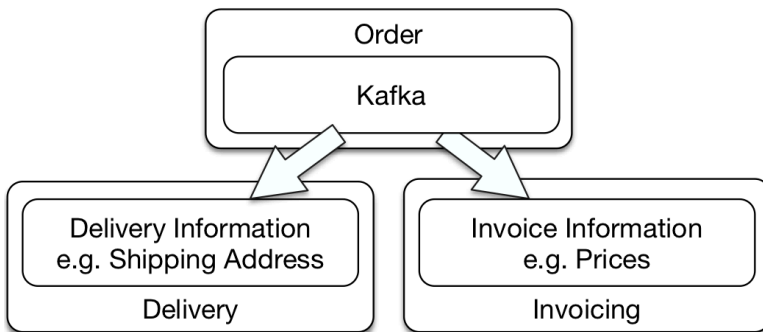 Order
Kafka
Delivery Information
e.g. Shipping Address
Delivery
Invoice Information
e.g. Prices
Invoicing